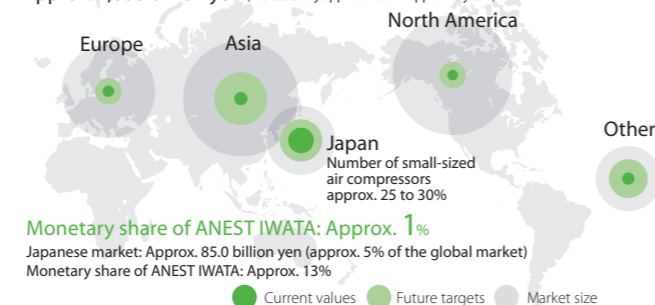 North America
Europe
Asia
Other
Japan
Number of small-sized
air compressors
approx. 25 to 30%
Monetary share of ANEST IWATA: Approx. 1%
Japanese market: Approx. 85.0 billion yen (approx. 5% of the global market)
Monetary share of ANEST IWATA: Approx. 13%
Current values Future targets Market size